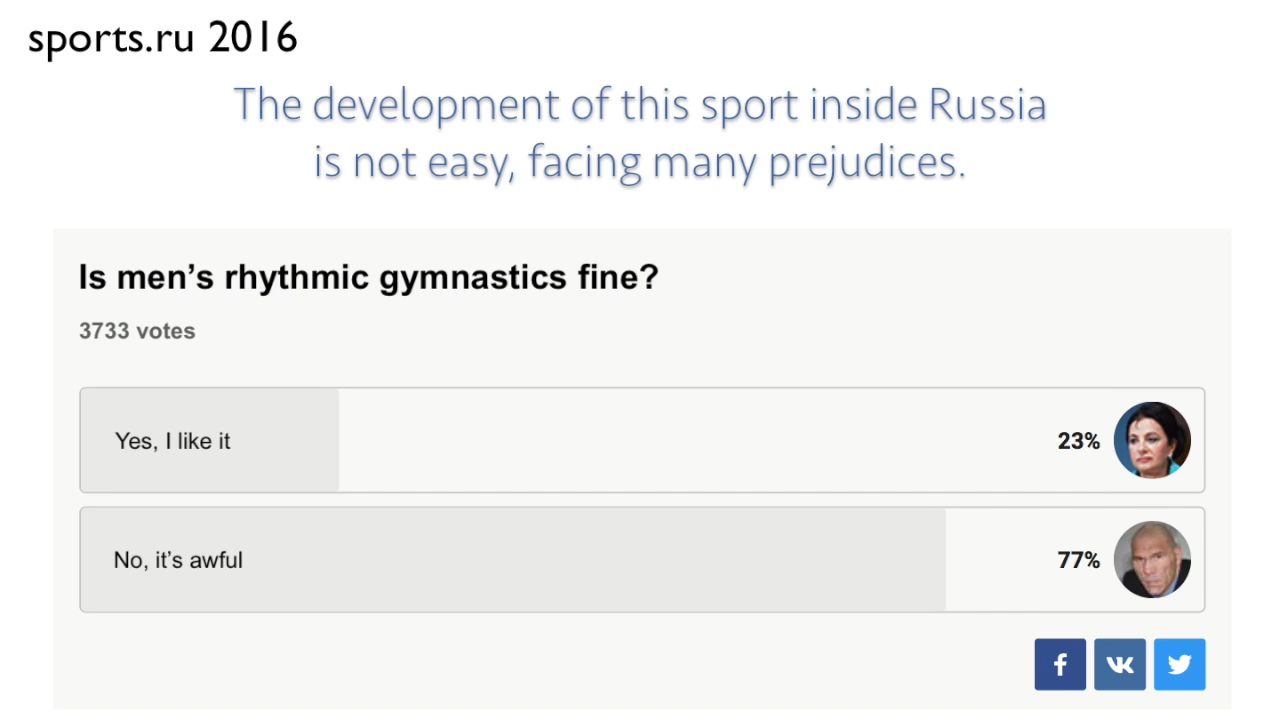 sports.ru 2016
The development of this sport inside Russia
is not easy, facing many prejudices.
Is men’s rhythmic gymnastics fine?
3733 votes
Yes, I like it 23%
No, it’s awful 77%